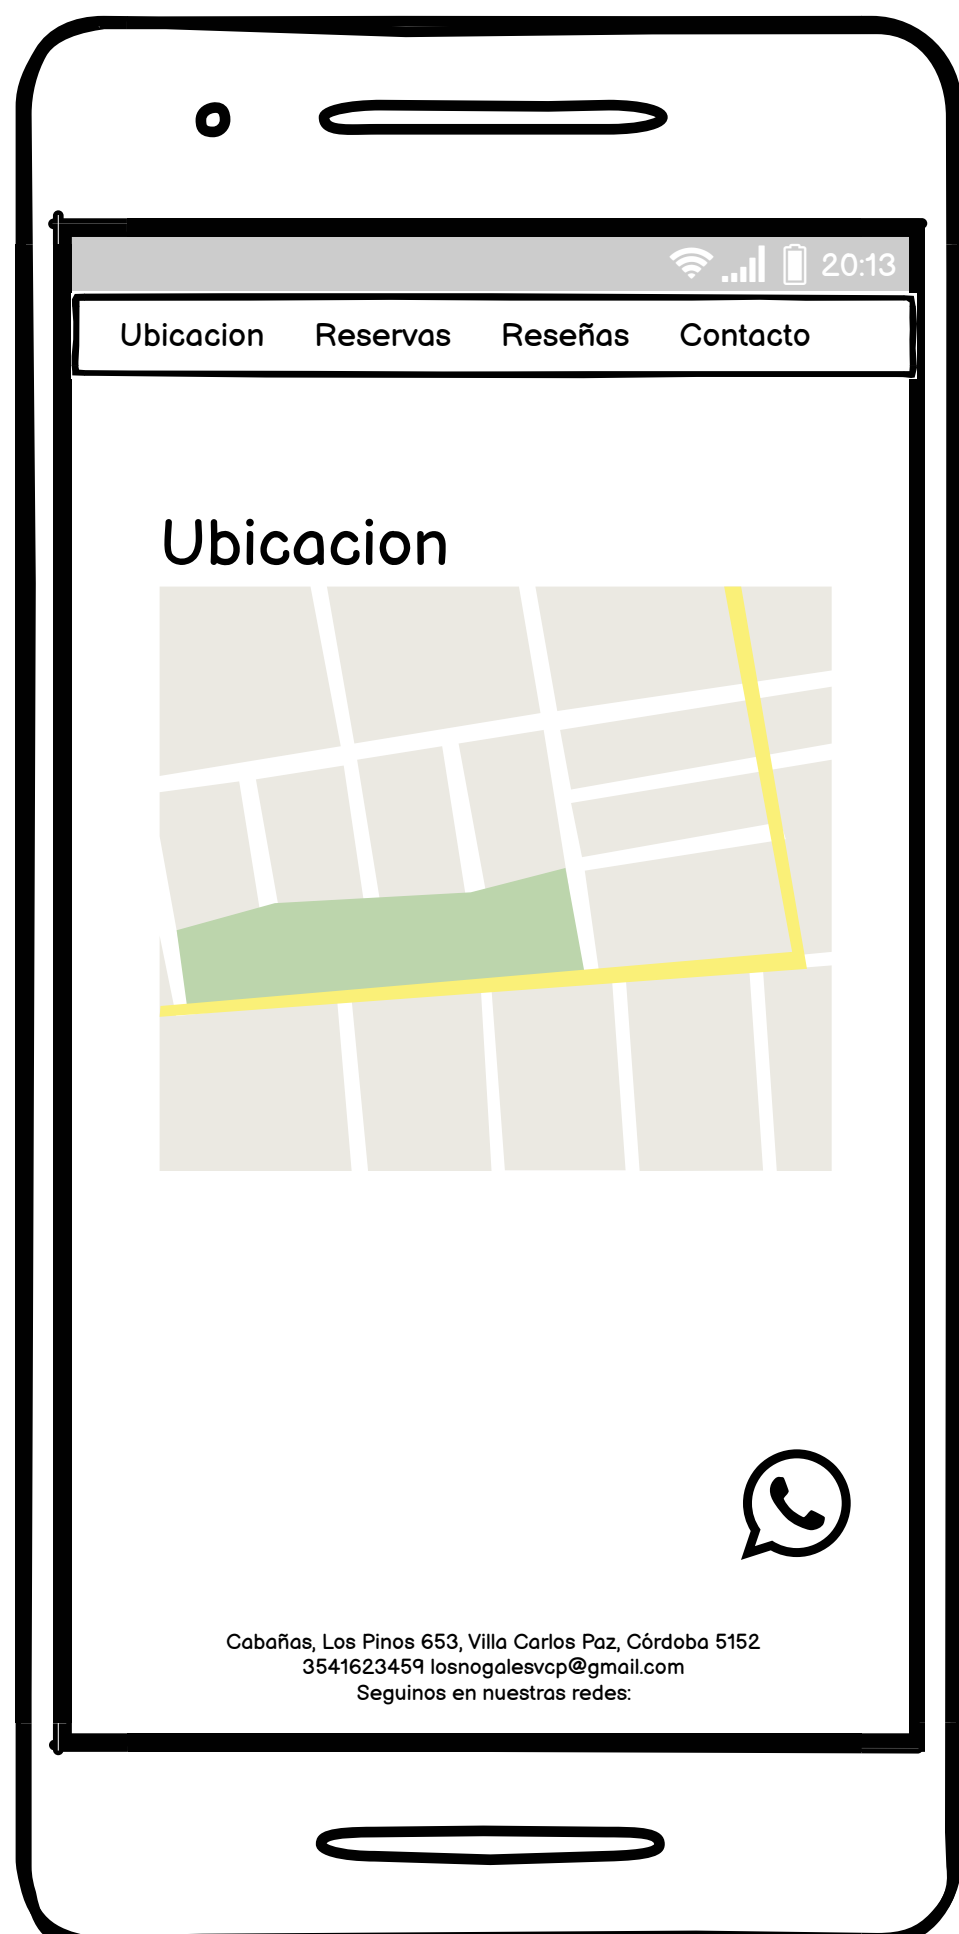 20:13
Ubicacion Reservas Reseñas Contacto
Ubicacion
Cabañas, Los Pinos 653, Villa Carlos Paz, Córdoba 5152
3541623459 losnogalesvcp@gmail.com
Seguinos en nuestras redes: